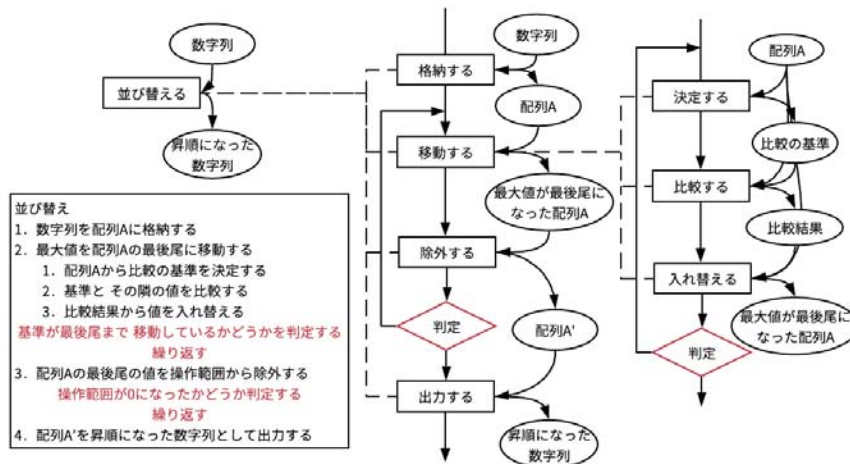 数字列
並び替える
昇順になった
数字列
並び替え
1. 数字列を配列Aに格納する
2. 最大値を配列Aの最後尾に移動する
1. 配列Aから比較の基準を決定する
2. 基準と その隣の値を比較する
3. 比較結果から値を入れ替える
基準が最後尾まで 移動しているかどうかを判定する
繰り返す
3. 配列Aの最後尾の値を操作範囲から除外する
操作範囲が0になったかどうか判定する
繰り返す
4. 配列A'を昇順になった数字列として出力する
数字列
格納する
配列A
移動する
最大値が最後尾に
なった配列A
除外する
判定
配列A'
出力する
昇順になった
数字列
配列A
決定する
比較の基準
比較する
比較結果
入れ替える
最大値が最後尾に
なった配列A
判定